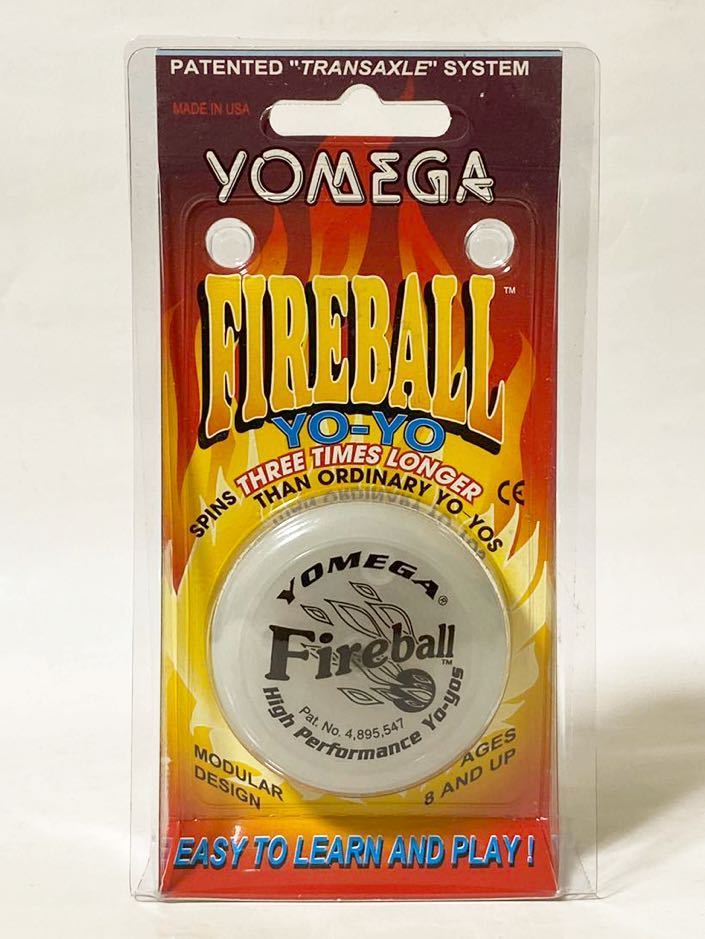 PATENTED "TRANSAXLE" SYSTEM
MADE IN USA
YOMEGA
FIREBALL™
YO-YO
SPINS THREE TIMES LONGER
THAN ORDINARY YO-YOS
CE
YOMEGA®
Fireball™
Pat. No. 4,895,547
High Performance Yo-yos
MODULAR
DESIGN
AGES
8 AND UP
EASY TO LEARN AND PLAY!